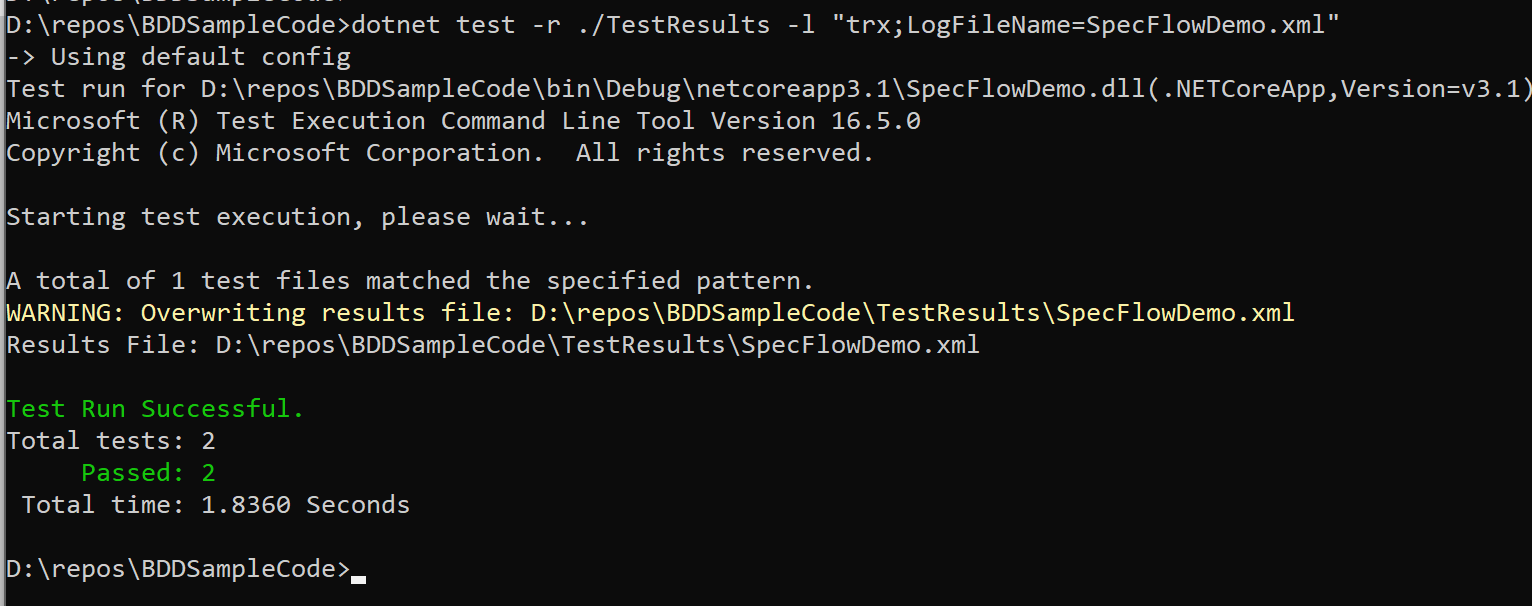 D:\repos\BDDSampleCode>dotnet test -r ./TestResults -l "trx;LogFileName=SpecFlowDemo.xml"
-> Using default config
Test run for D:\repos\BDDSampleCode\bin\Debug\netcoreapp3.1\SpecFlowDemo.dll(.NETCoreApp,Version=v3.1)
Microsoft (R) Test Execution Command Line Tool Version 16.5.0
Copyright (c) Microsoft Corporation.  All rights reserved.

Starting test execution, please wait...

A total of 1 test files matched the specified pattern.
WARNING: Overwriting results file: D:\repos\BDDSampleCode\TestResults\SpecFlowDemo.xml
Results File: D:\repos\BDDSampleCode\TestResults\SpecFlowDemo.xml

Test Run Successful.
Total tests: 2
     Passed: 2
 Total time: 1.8360 Seconds

D:\repos\BDDSampleCode>